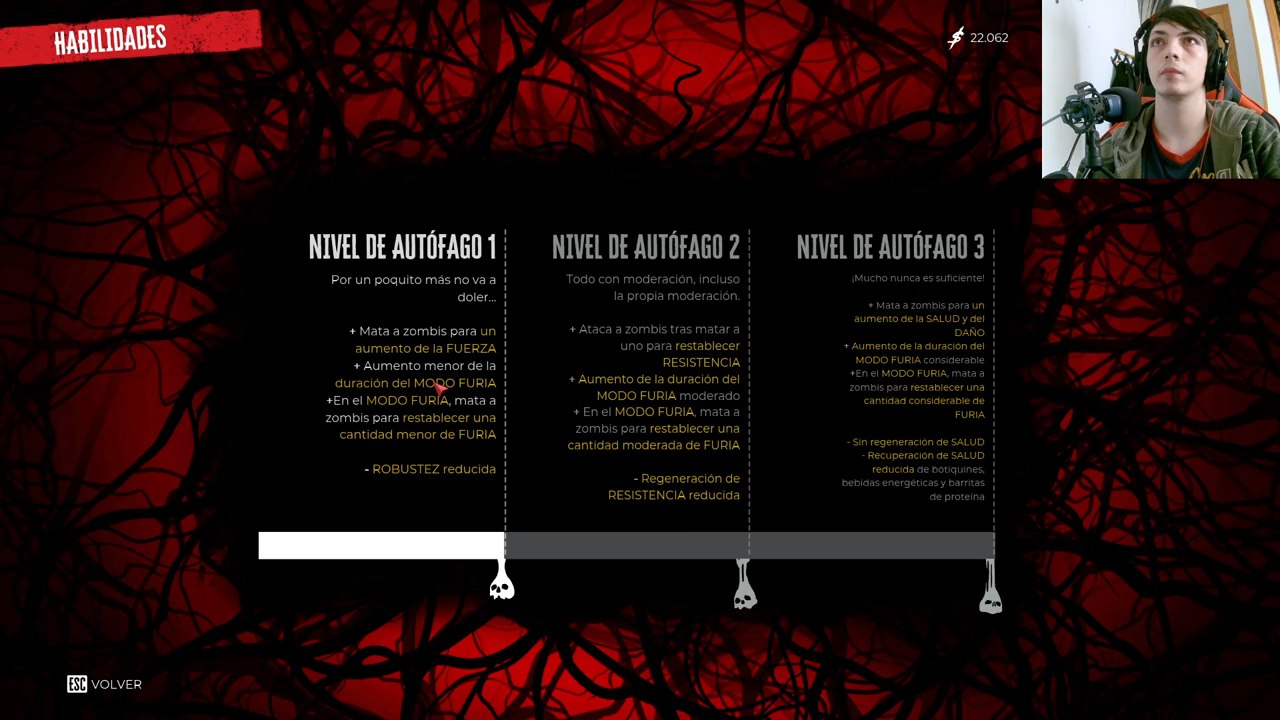 HABILIDADES
22.062
NIVEL DE AUTÓFAGO 1
Por un poquito más no va a
doler...
+ Mata a zombis para un
aumento de la FUERZA
+ Aumento menor de la
duración del MODO FURIA
+En el MODO FURIA, mata a
zombis para restablecer una
cantidad menor de FURIA
- ROBUSTEZ reducida
NIVEL DE AUTÓFAGO 2
Todo con moderación, incluso
la propia moderación.
+ Ataca a zombis tras matar a
uno para restablecer
RESISTENCIA
+ Aumento de la duración del
MODO FURIA moderado
+ En el MODO FURIA, mata a
zombis para restablecer una
cantidad moderada de FURIA
- Regeneración de
RESISTENCIA reducida
NIVEL DE AUTÓFAGO 3
¡Mucho nunca es suficiente!
+ Mata a zombis para un
aumento de la SALUD y del
DAÑO
+ Aumento de la duración del
MODO FURIA considerable
+En el MODO FURIA, mata a
zombis para restablecer una
cantidad considerable de
FURIA
- Sin regeneración de SALUD
- Recuperación de SALUD
reducida de botiquines,
bebidas energéticas y barritas
de proteína
ESC VOLVER